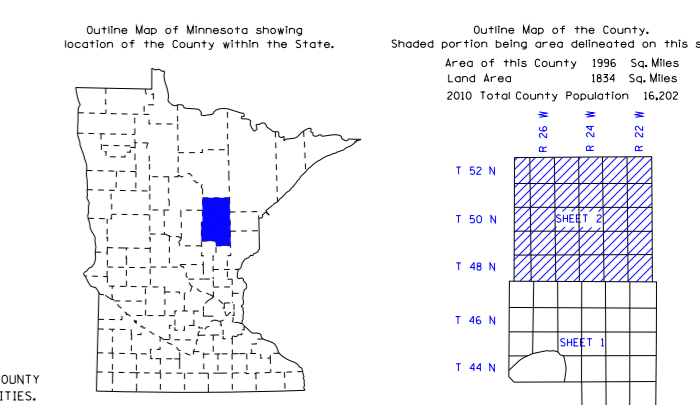 Outline Map of Minnesota showing
location of the County within the State.
Outline Map of the County.
Shaded portion being area delineated on this s
Area of this County 1996 Sq. Miles
Land Area 1834 Sq. Miles
2010 Total County Population 16,202
R 26 W
R 24 W
R 22 W
T 52 N
T 50 N
SHEET 2
T 48 N
T 46 N
SHEET 1
T 44 N
OUNTY
ITIES.